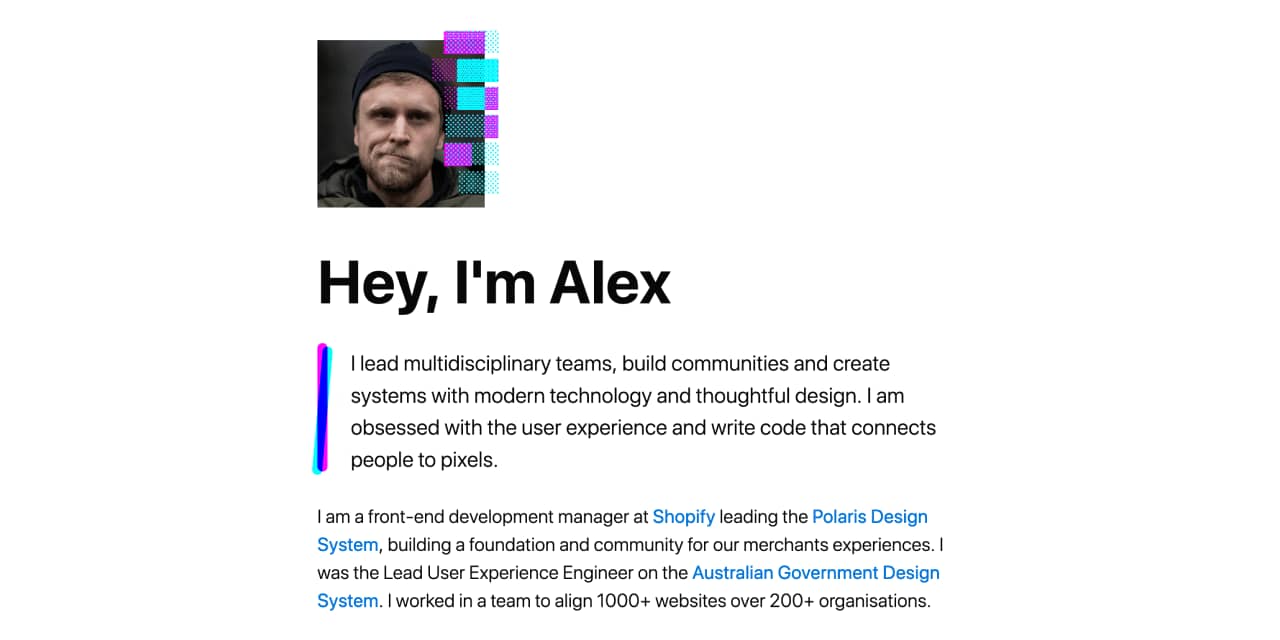 Hey, I'm Alex
I lead multidisciplinary teams, build communities and create
systems with modern technology and thoughtful design. I am
obsessed with the user experience and write code that connects
people to pixels.
I am a front-end development manager at Shopify leading the Polaris Design
System, building a foundation and community for our merchants experiences. I
was the Lead User Experience Engineer on the Australian Government Design
System. I worked in a team to align 1000+ websites over 200+ organisations.